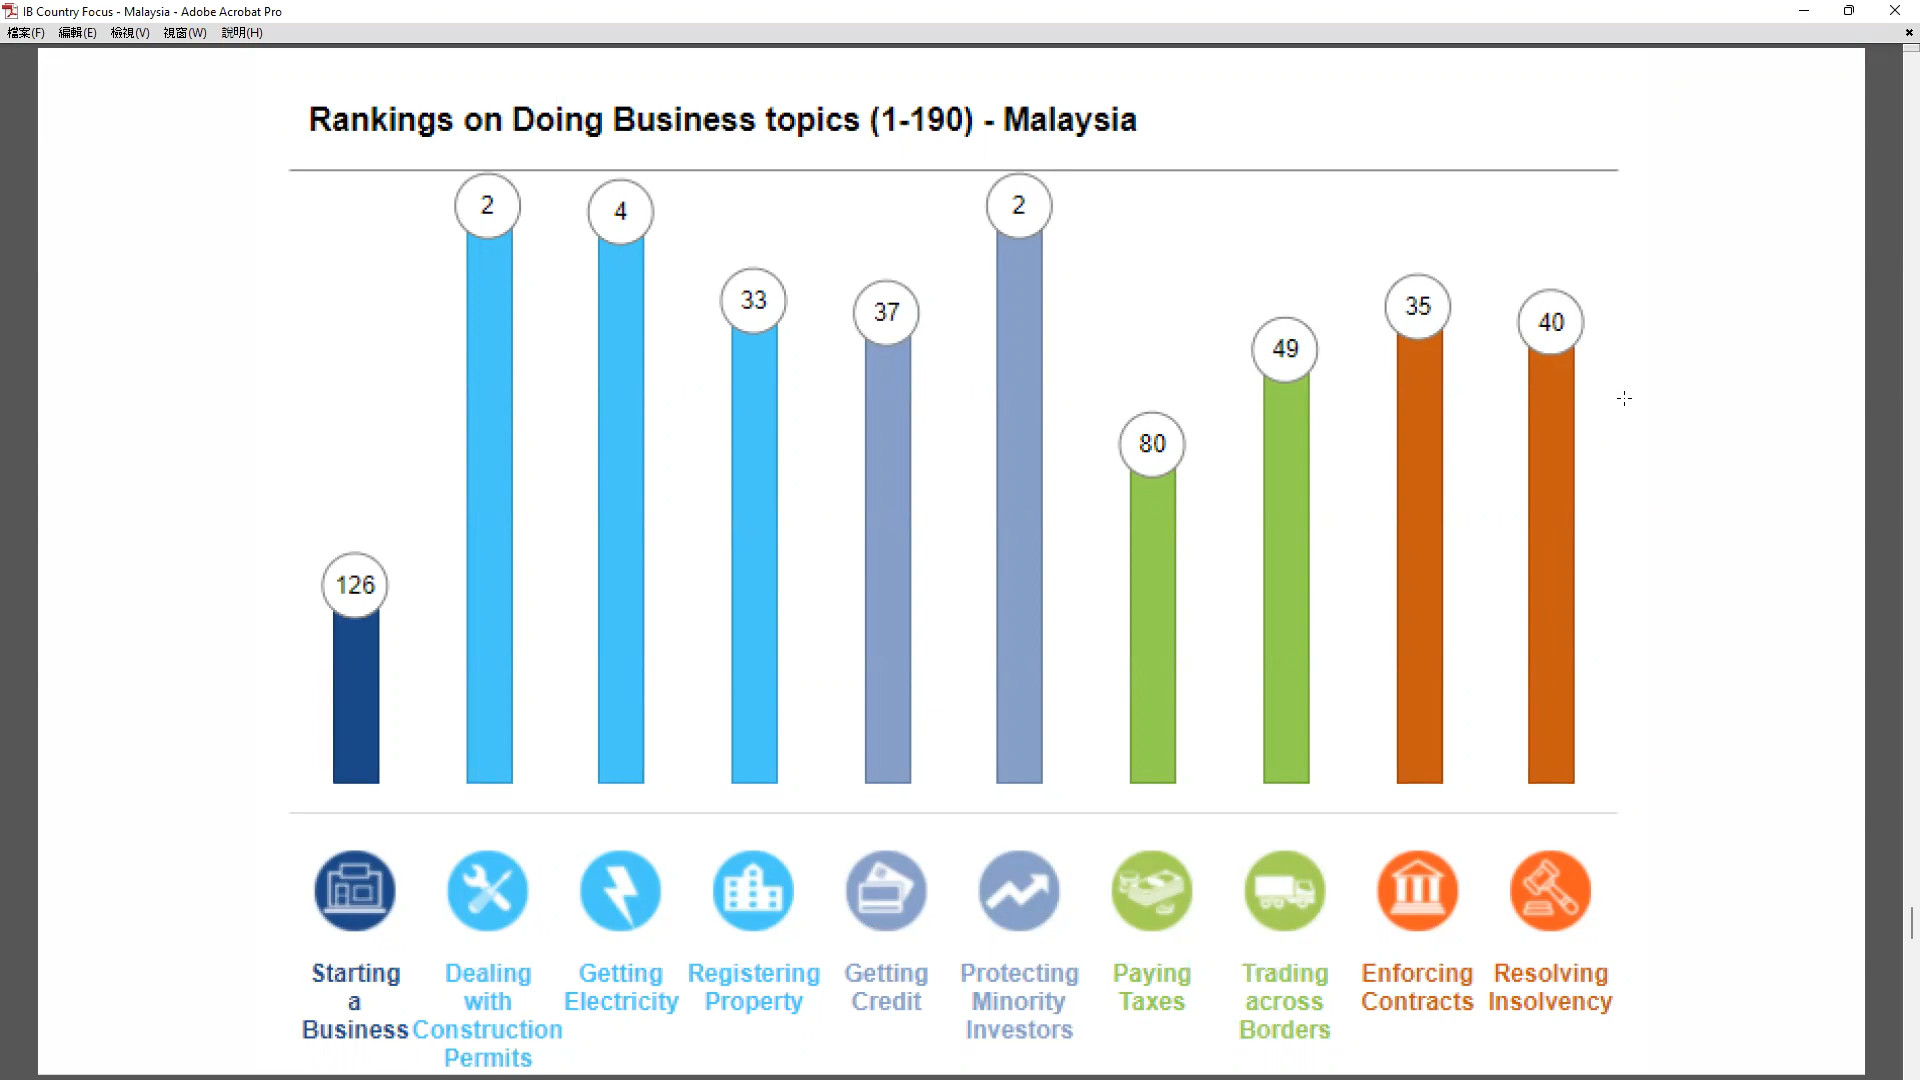 IB Country Focus - Malaysia - Adobe Acrobat Pro
檔案(F) 編輯(E) 檢視(V) 視窗(W) 說明(H)
Rankings on Doing Business topics (1-190) - Malaysia
126
2
4
33
37
2
80
49
35
40
Starting
a
Business
Dealing
with
Construction
Permits
Getting
Electricity
Registering
Property
Getting
Credit
Protecting
Minority
Investors
Paying
Taxes
Trading
across
Borders
Enforcing
Contracts
Resolving
Insolvency